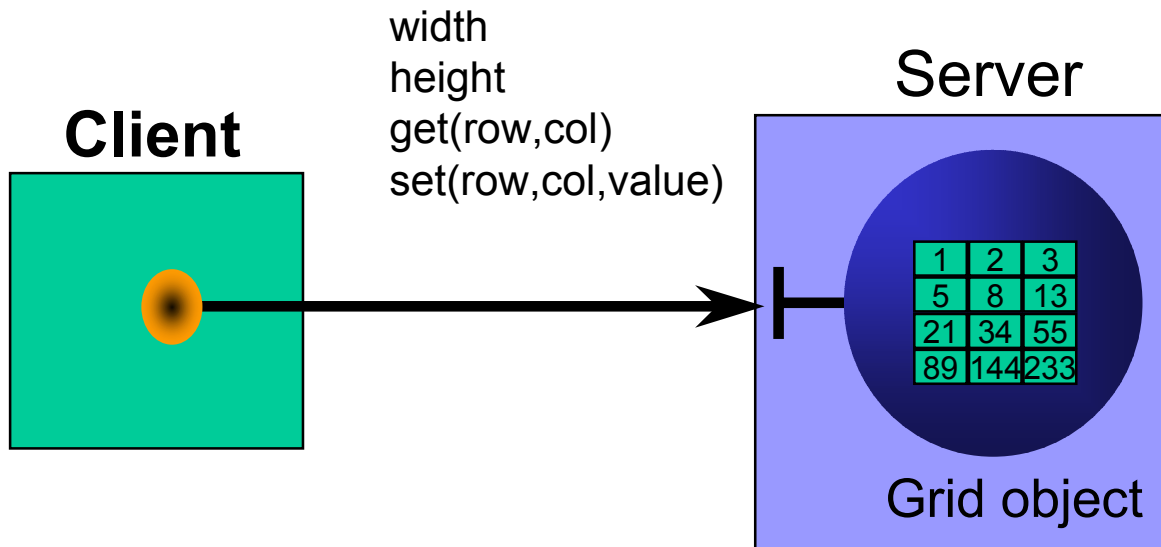 width
height
get(row,col)
set(row,col,value)
Client
Server
1 2 3
5 8 13
21 34 55
89 144 233
Grid object